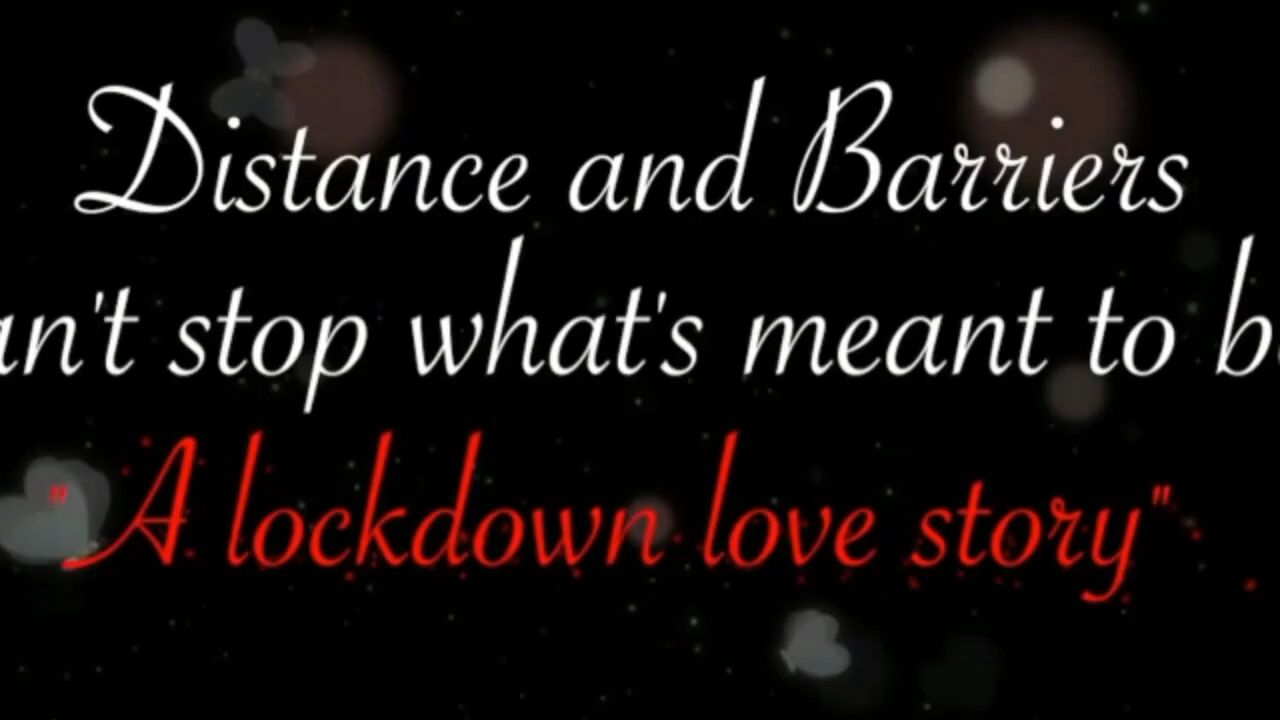 Distance and Barriers
an't stop what's meant to b
"A lockdown love story"